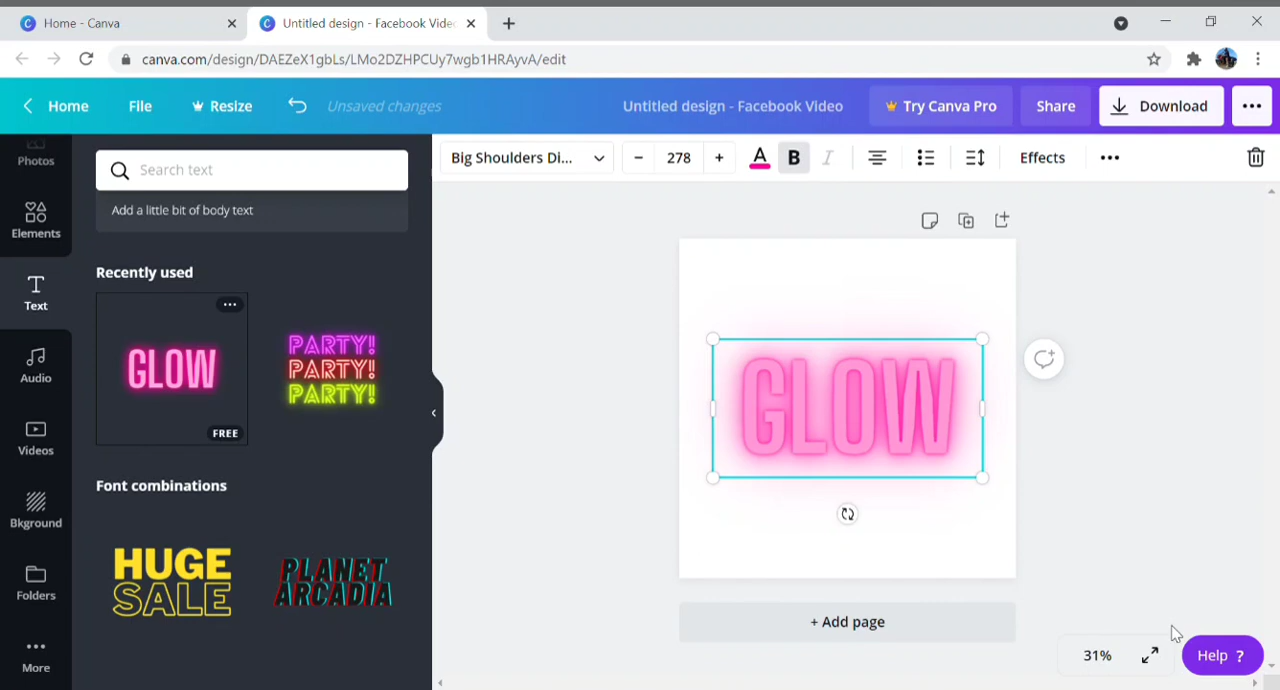 Home - Canva
Untitled design - Facebook Video
canva.com/design/DAEZeX1gbLs/LMo2DZHPCUy7wgb1HRAyvA/edit
Home File Resize Unsaved changes Untitled design - Facebook Video Try Canva Pro Share Download
Photos
Elements
Text
Audio
Videos
Bkground
Folders
More
Search text
Add a little bit of body text
Recently used
GLOW
FREE
PARTY!
PARTY!
PARTY!
Font combinations
HUGE
SALE
PLANET
ARCADIA
Big Shoulders Di... – 278 + A B I Effects
GLOW
+ Add page
31%
Help ?